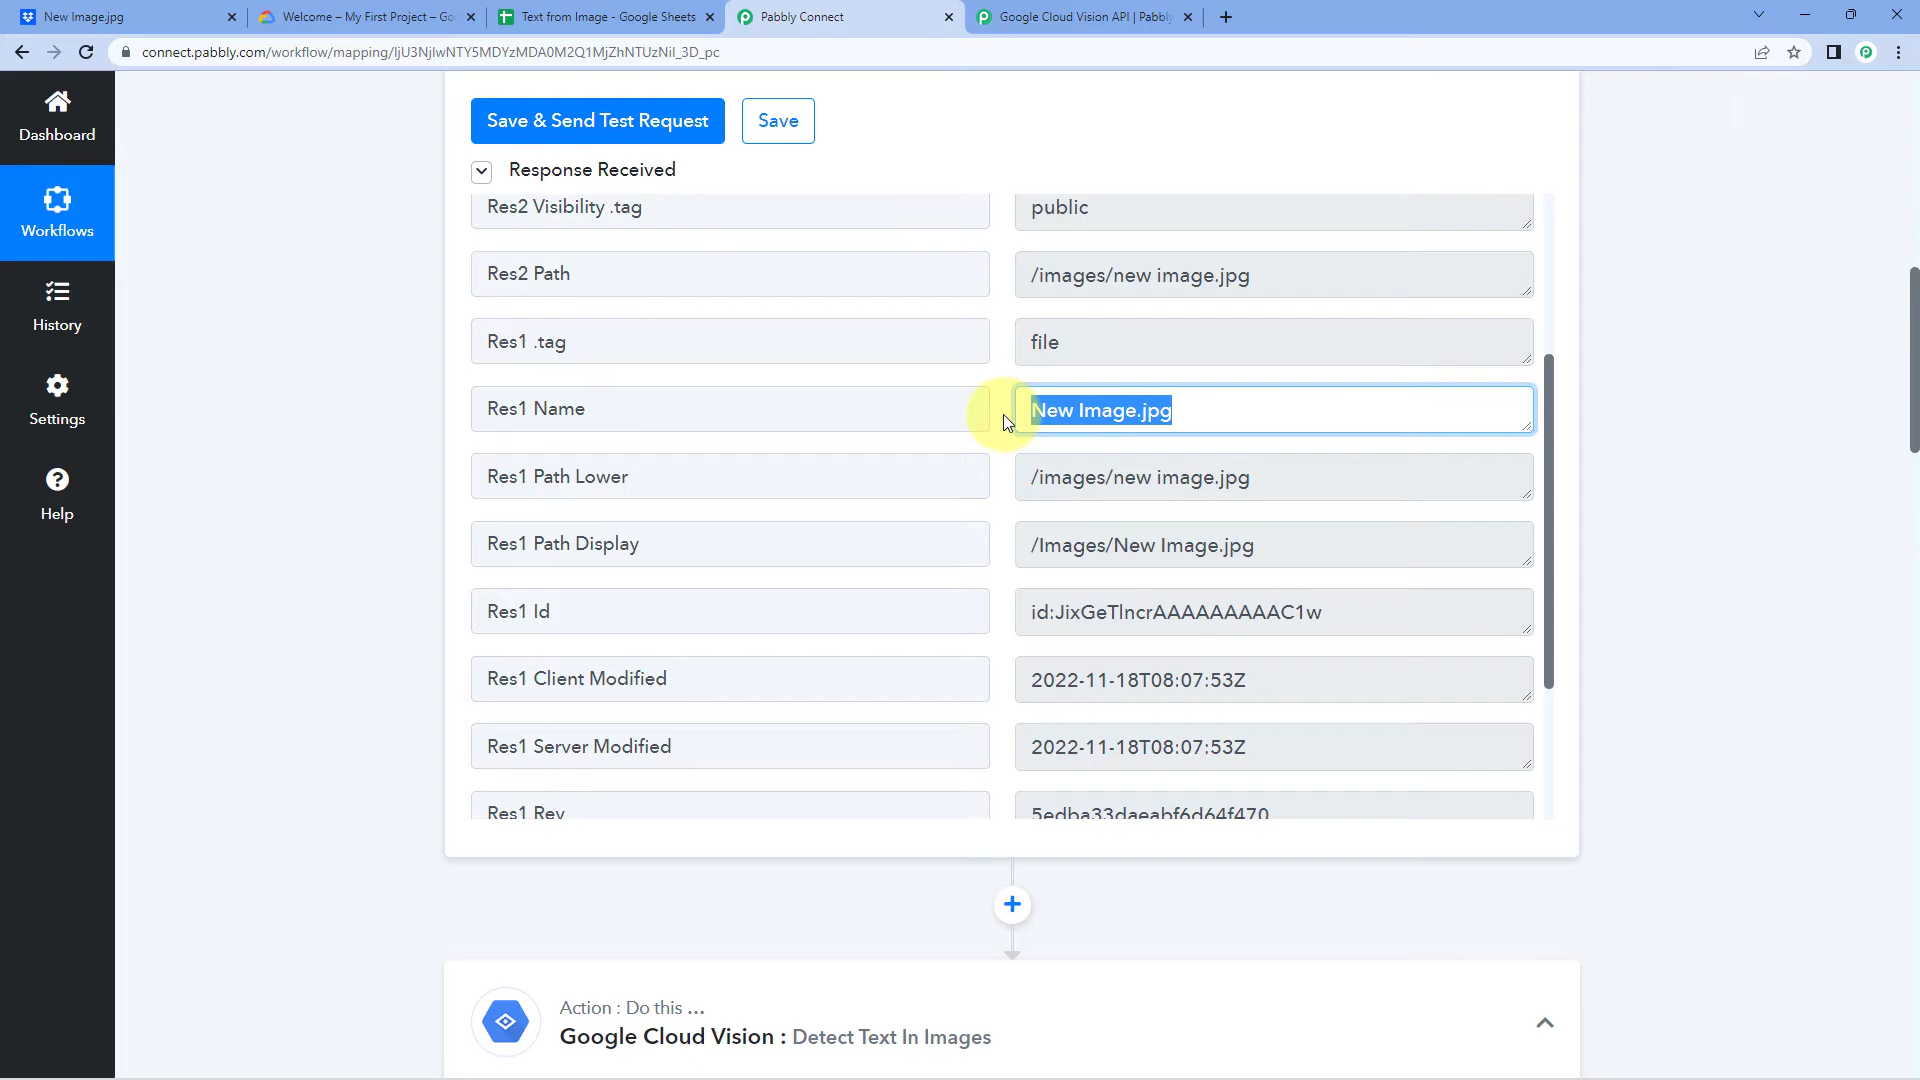 New Image.jpg
Welcome – My First Project – Go
Text from Image - Google Sheets
Pabbly Connect
Google Cloud Vision API | Pabbly
connect.pabbly.com/workflow/mapping/IjU3NjIwNTY5MDYzMDA0M2Q1MjZhNTUzNiI_3D_pc
Dashboard
Workflows
History
Settings
Help
Save & Send Test Request
Save
Response Received
Res2 Visibility .tag
public
Res2 Path
/images/new image.jpg
Res1 .tag
file
Res1 Name
New Image.jpg
Res1 Path Lower
/images/new image.jpg
Res1 Path Display
/Images/New Image.jpg
Res1 Id
id:JixGeTlncrAAAAAAAAAC1w
Res1 Client Modified
2022-11-18T08:07:53Z
Res1 Server Modified
2022-11-18T08:07:53Z
Res1 Rev
5edba33daeabf6d64f470
Action : Do this ...
Google Cloud Vision : Detect Text In Images